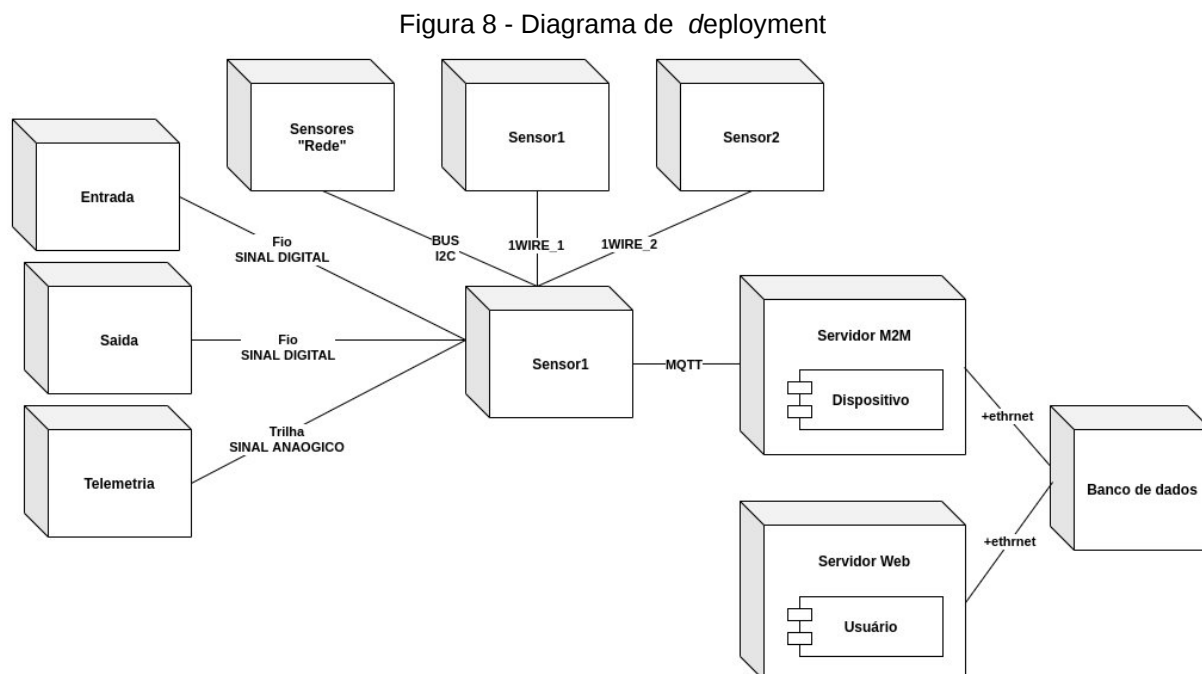 Figura 8 - Diagrama de deployment
Sensores
"Rede"
Sensor1
Sensor2
Entrada
Fio
SINAL DIGITAL
BUS
I2C
1WIRE_1
1WIRE_2
Saida
Fio
SINAL DIGITAL
Sensor1
MQTT
Servidor M2M
Dispositivo
+ethrnet
Trilha
SINAL ANAOGICO
Telemetria
Banco de dados
+ethrnet
Servidor Web
Usuário